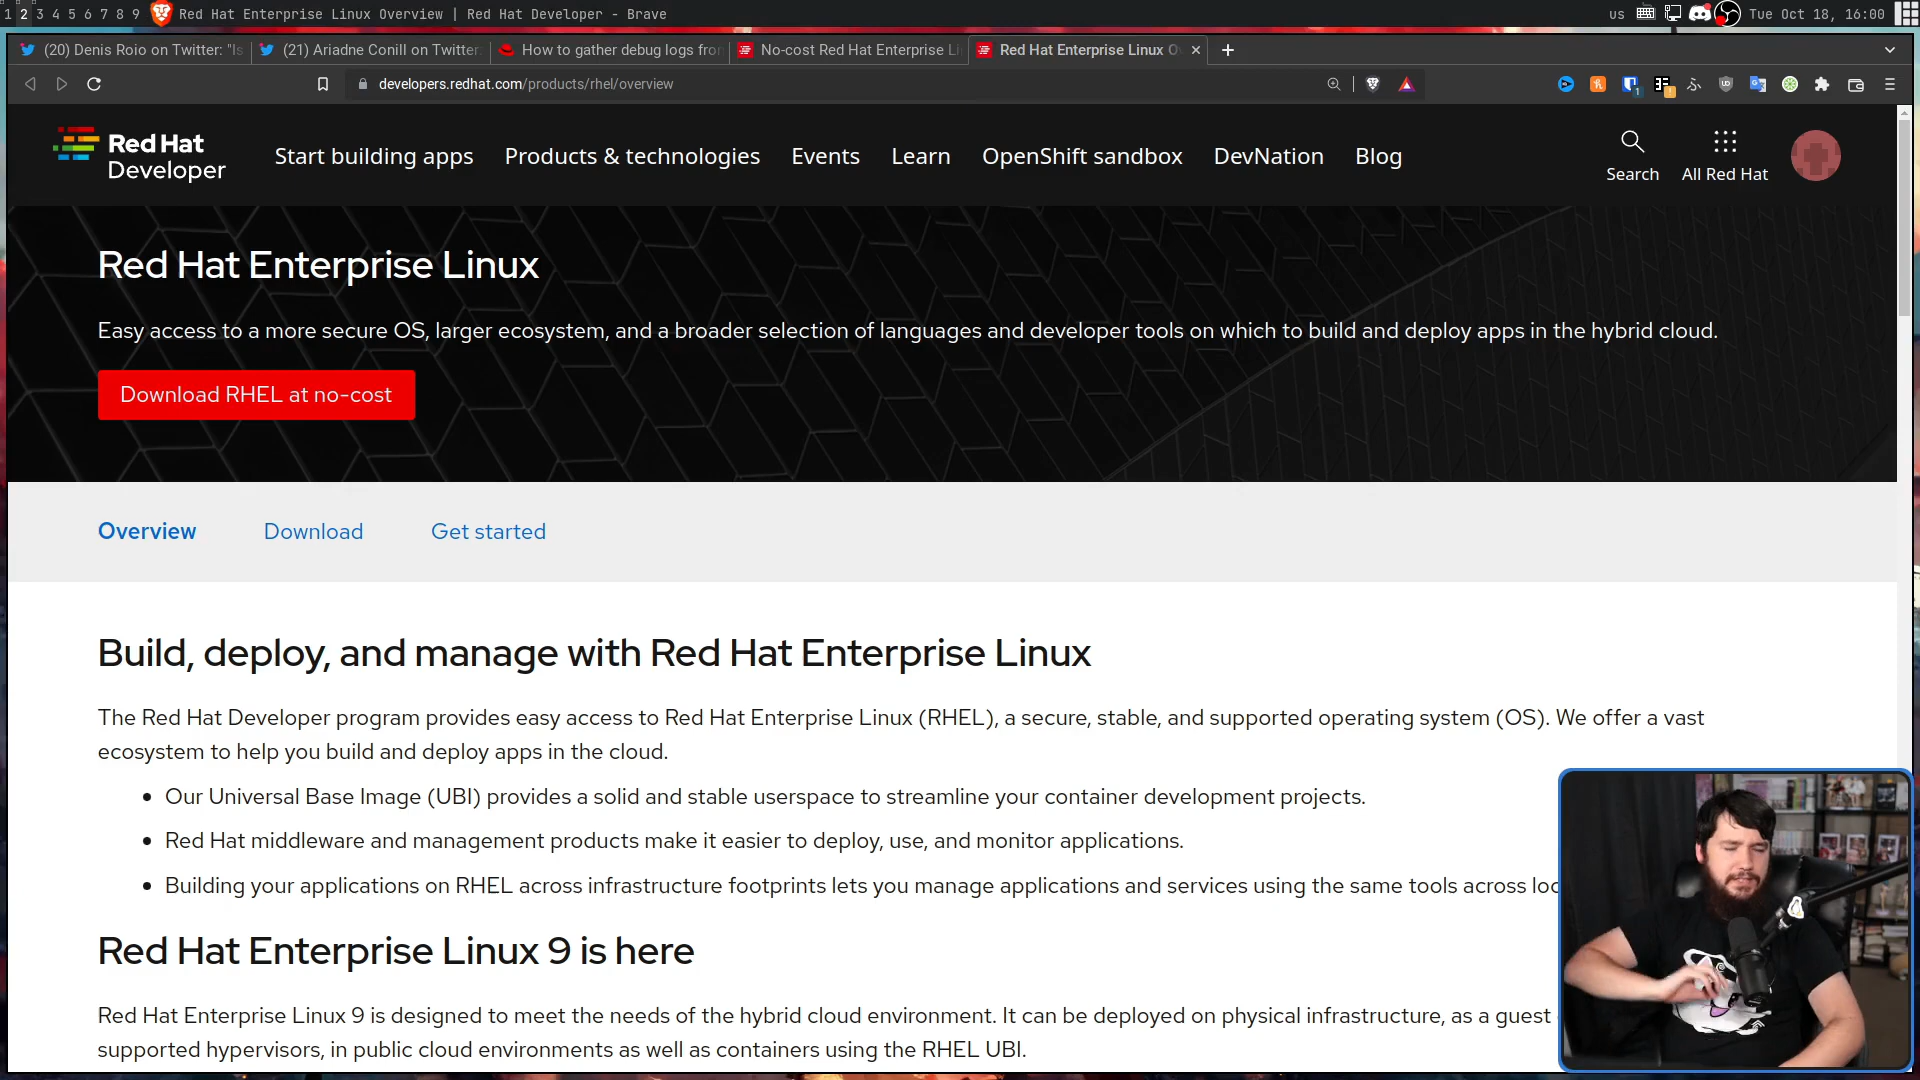 1 2 3 4 5 6 7 8 9 Red Hat Enterprise Linux Overview | Red Hat Developer - Brave us Tue Oct 18, 16:00
(20) Denis Roio on Twitter: "Is (21) Ariadne Conill on Twitter: How to gather debug logs from No-cost Red Hat Enterprise Li Red Hat Enterprise Linux O
developers.redhat.com/products/rhel/overview
Red Hat
Developer
Start building apps Products & technologies Events Learn OpenShift sandbox DevNation Blog
Search All Red Hat
Red Hat Enterprise Linux
Easy access to a more secure OS, larger ecosystem, and a broader selection of languages and developer tools on which to build and deploy apps in the hybrid cloud.
Download RHEL at no-cost
Overview Download Get started
Build, deploy, and manage with Red Hat Enterprise Linux
The Red Hat Developer program provides easy access to Red Hat Enterprise Linux (RHEL), a secure, stable, and supported operating system (OS). We offer a vast
ecosystem to help you build and deploy apps in the cloud.
Our Universal Base Image (UBI) provides a solid and stable userspace to streamline your container development projects.
Red Hat middleware and management products make it easier to deploy, use, and monitor applications.
Building your applications on RHEL across infrastructure footprints lets you manage applications and services using the same tools across loc
Red Hat Enterprise Linux 9 is here
Red Hat Enterprise Linux 9 is designed to meet the needs of the hybrid cloud environment. It can be deployed on physical infrastructure, as a guest
supported hypervisors, in public cloud environments as well as containers using the RHEL UBI.